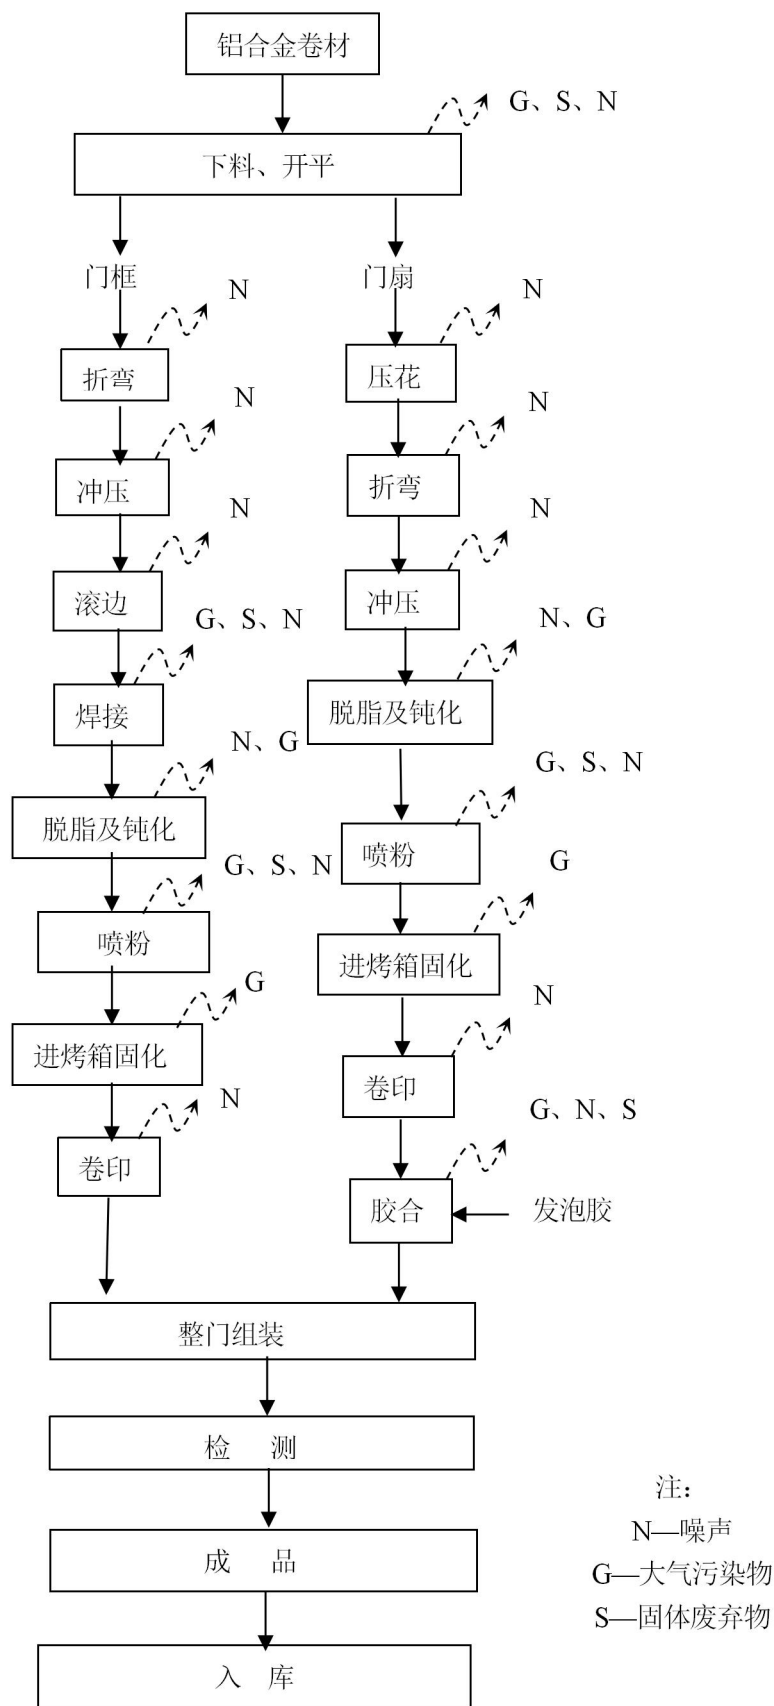 铝合金卷材
G、S、N
下料、开平
门框
门扇
N
N
折弯
压花
N
N
冲压
折弯
N
N
滚边
冲压
G、S、N
N、G
焊接
脱脂及钝化
N、G
G、S、N
脱脂及钝化
喷粉
G、S、N
G
喷粉
进烤箱固化
G
N
进烤箱固化
卷印
N
G、N、S
卷印
胶合
发泡胶
整门组装
检 测
成 品
入 库
注：
N—噪声
G—大气污染物
S—固体废弃物